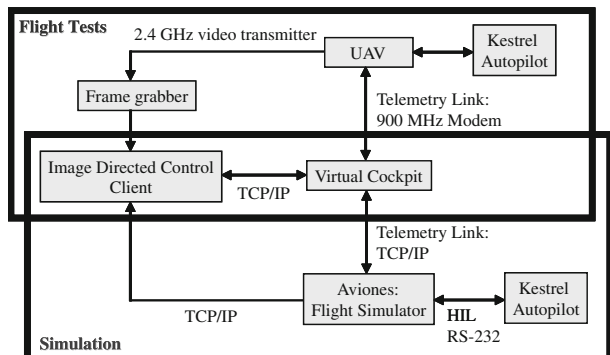 Flight Tests
2.4 GHz video transmitter
UAV
Kestrel
Autopilot
Frame grabber
Telemetry Link:
900 MHz Modem
Image Directed Control
Client
TCP/IP
Virtual Cockpit
Telemetry Link:
TCP/IP
Aviones:
Flight Simulator
Kestrel
Autopilot
TCP/IP
HIL
RS-232
Simulation